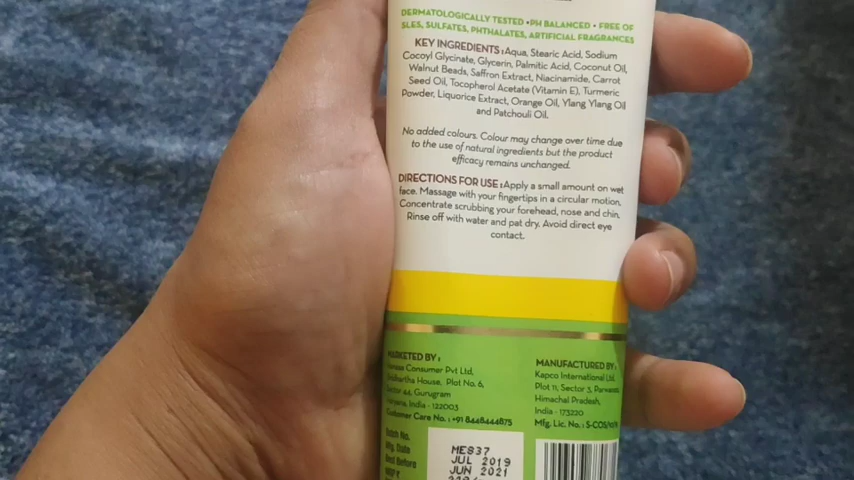 DERMATOLOGICALLY TESTED • PH BALANCED • FREE OF
SLES, SULFATES, PHTHALATES, ARTIFICIAL FRAGRANCES
KEY INGREDIENTS : Aqua, Stearic Acid, Sodium
Cocoyl Glycinate, Glycerin, Palmitic Acid, Coconut Oil,
Walnut Beads, Saffron Extract, Niacinamide, Carrot
Seed Oil, Tocopherol Acetate (Vitamin E), Turmeric
Powder, Liquorice Extract, Orange Oil, Ylang Ylang Oil
and Patchouli Oil.
No added colours. Colour may change over time due
to the use of natural ingredients but the product
efficacy remains unchanged.
DIRECTIONS FOR USE : Apply a small amount on wet
face. Massage with your fingertips in a circular motion.
Concentrate scrubbing your forehead, nose and chin.
Rinse off with water and pat dry. Avoid direct eye
contact.
MARKETED BY :
Consumer Pvt Ltd,
Sidhartha House, Plot No. 6,
Sector 44, Gurugram
Haryana, India - 122003
Customer Care No. : +91 8448444875
MANUFACTURED BY :
Kapco International Ltd.
Plot 11, Sector 3, Parwanoo
Himachal Pradesh,
India - 173220
Mfg. Lic. No. :
Batch No.
Mfg. Date
Best Before
ME837
JUL 2019
JUN 2021